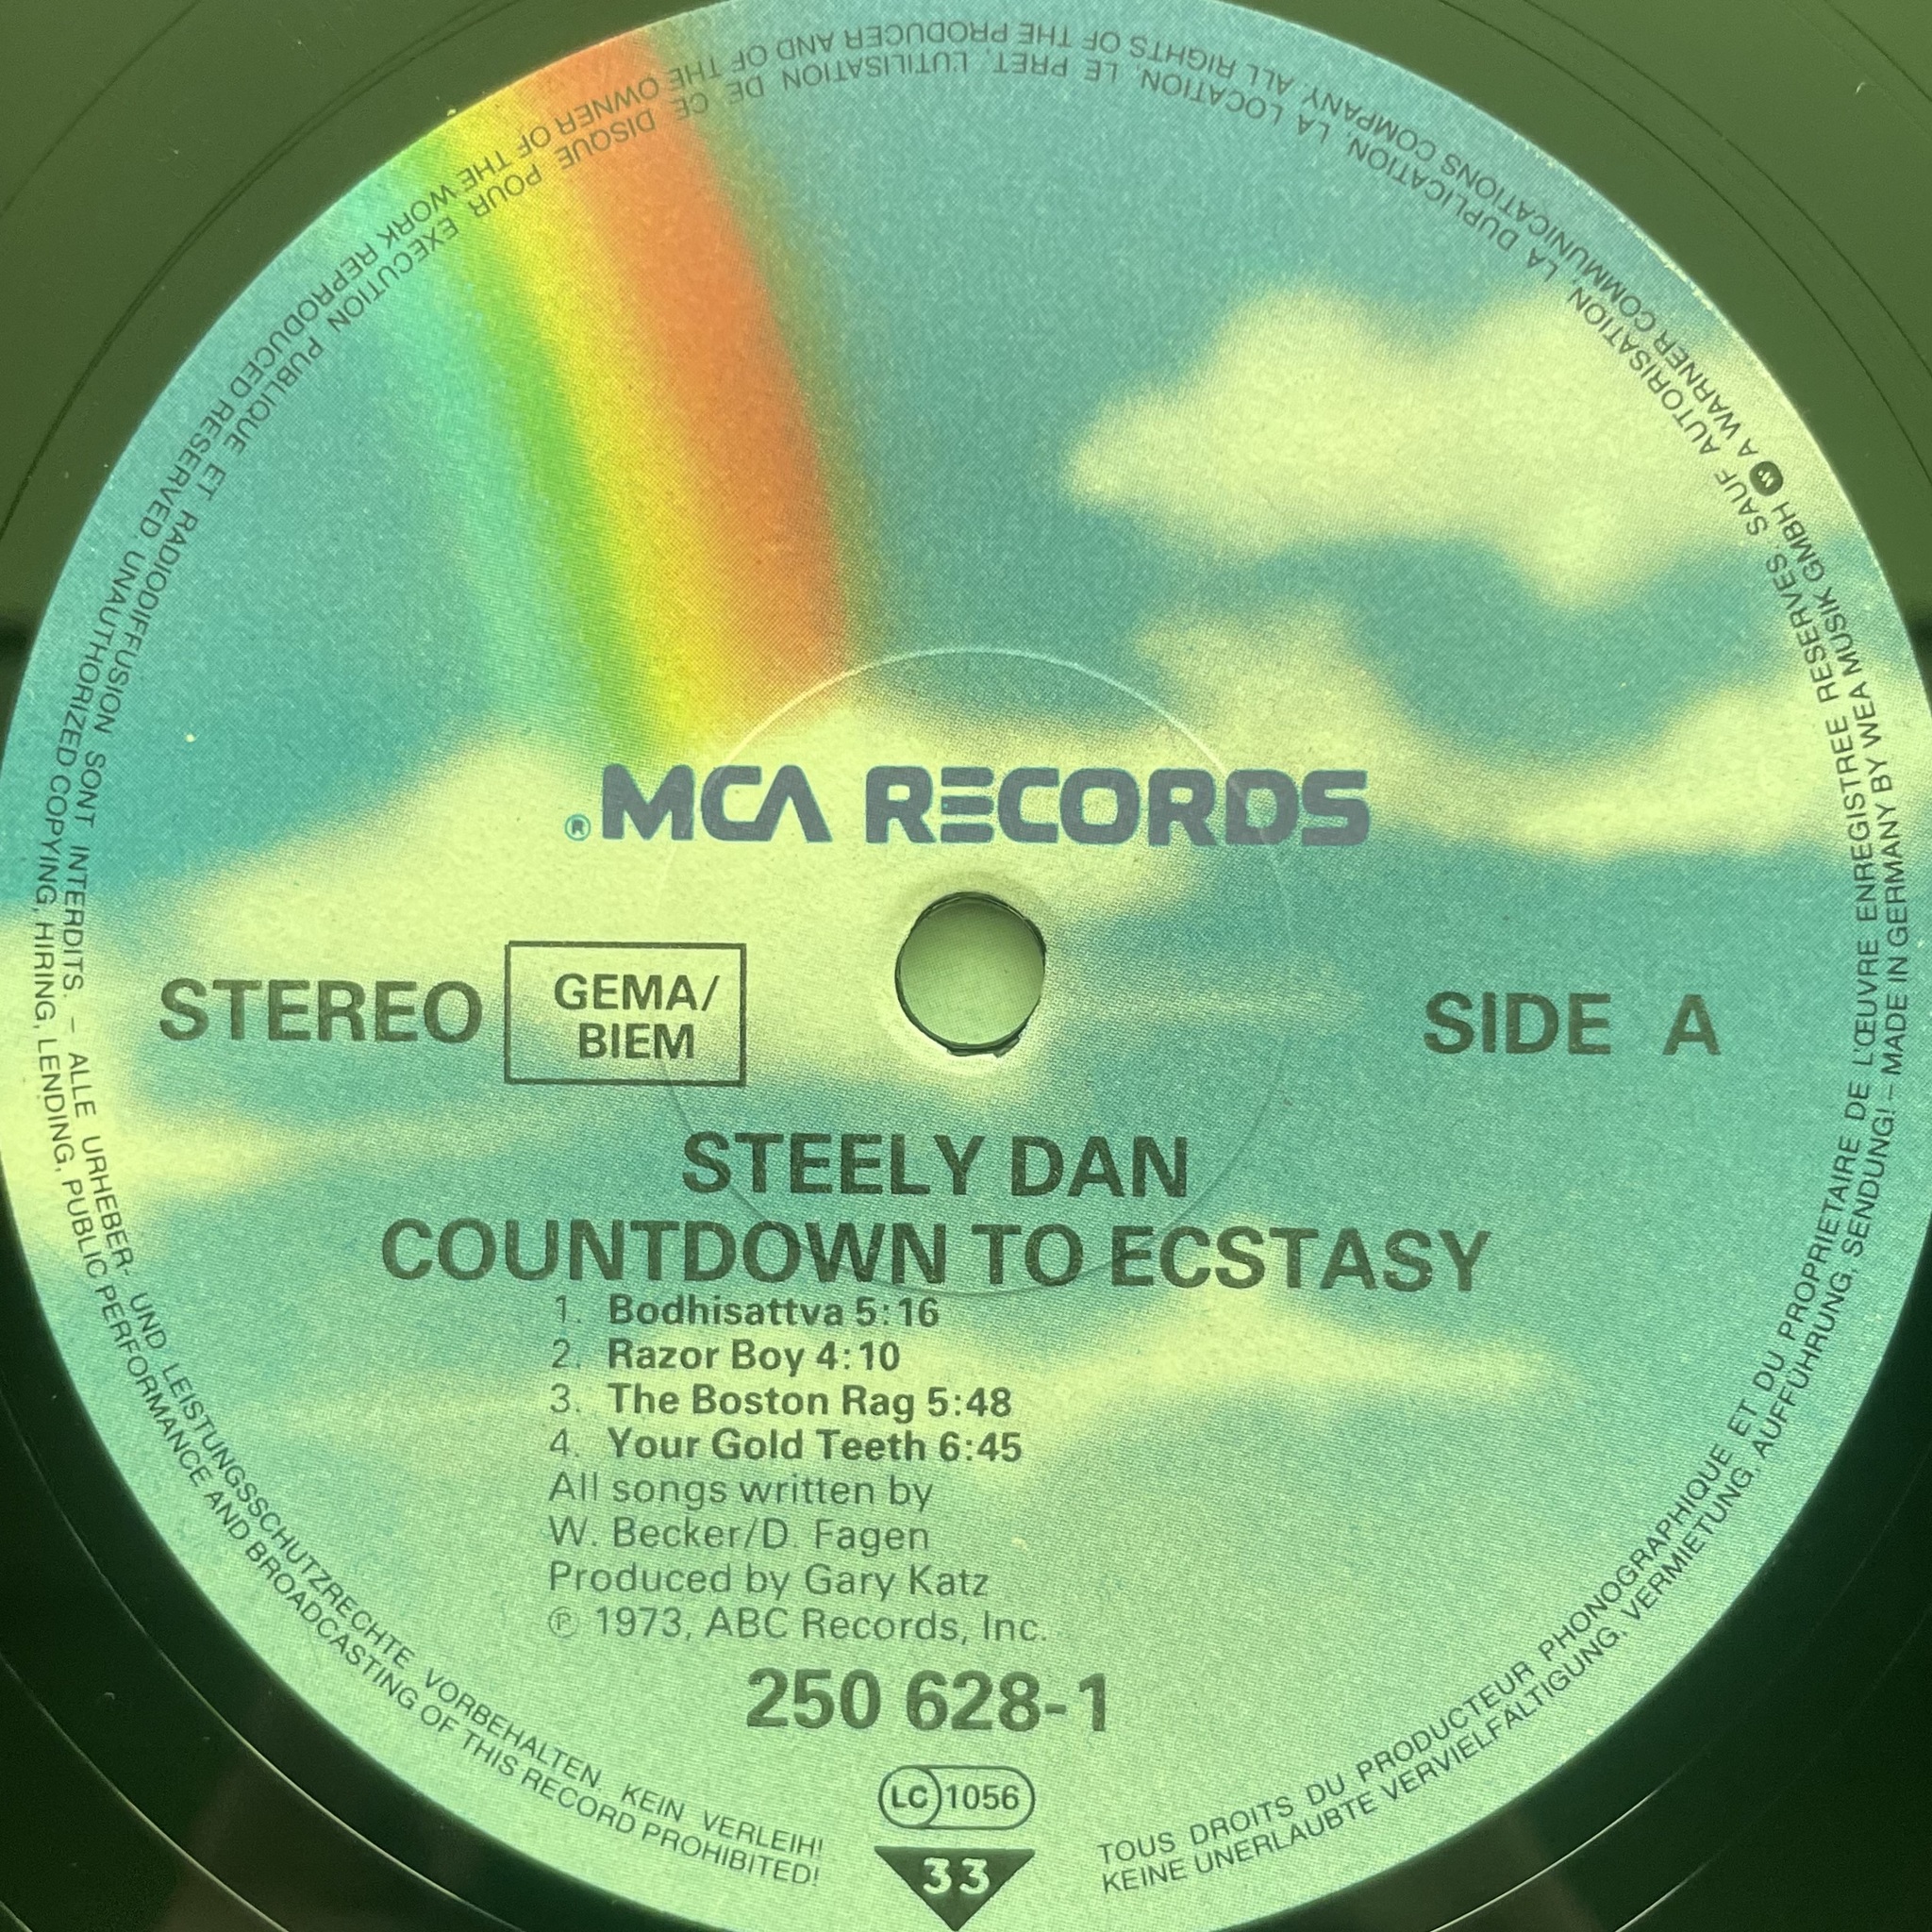 ® MCA RECORDS
STEREO
GEMA/
BIEM
SIDE A
STEELY DAN
COUNTDOWN TO ECSTASY
1. Bodhisattva 5:16
2. Razor Boy 4:10
3. The Boston Rag 5:48
4. Your Gold Teeth 6:45
All songs written by
W. Becker/D. Fagen
Produced by Gary Katz
℗ 1973, ABC Records, Inc.
250 628-1
LC 1056
33
TOUS DROITS DU PRODUCTEUR PHONOGRAPHIQUE ET DU PROPRIETAIRE DE L'ŒUVRE ENREGISTREE RESERVES SAUF AUTORISATION, LA DUPLICATION, LA LOCATION, LE PRET, L'UTILISATION DE CE DISQUE POUR EXECUTION PUBLIQUE ET RADIODIFFUSION SONT INTERDITS. – ALLE URHEBER- UND LEISTUNGSSCHUTZRECHTE VORBEHALTEN. KEIN VERLEIH!
KEINE UNERLAUBTE VERVIELFÄLTIGUNG, VERMIETUNG, AUFFÜHRUNG, SENDUNG! – MADE IN GERMANY BY WEA MUSIK GMBH W A WARNER COMMUNICATIONS COMPANY. ALL RIGHTS OF THE PRODUCER AND OF THE OWNER OF THE WORK REPRODUCED RESERVED. UNAUTHORIZED COPYING, HIRING, LENDING, PUBLIC PERFORMANCE AND BROADCASTING OF THIS RECORD PROHIBITED!